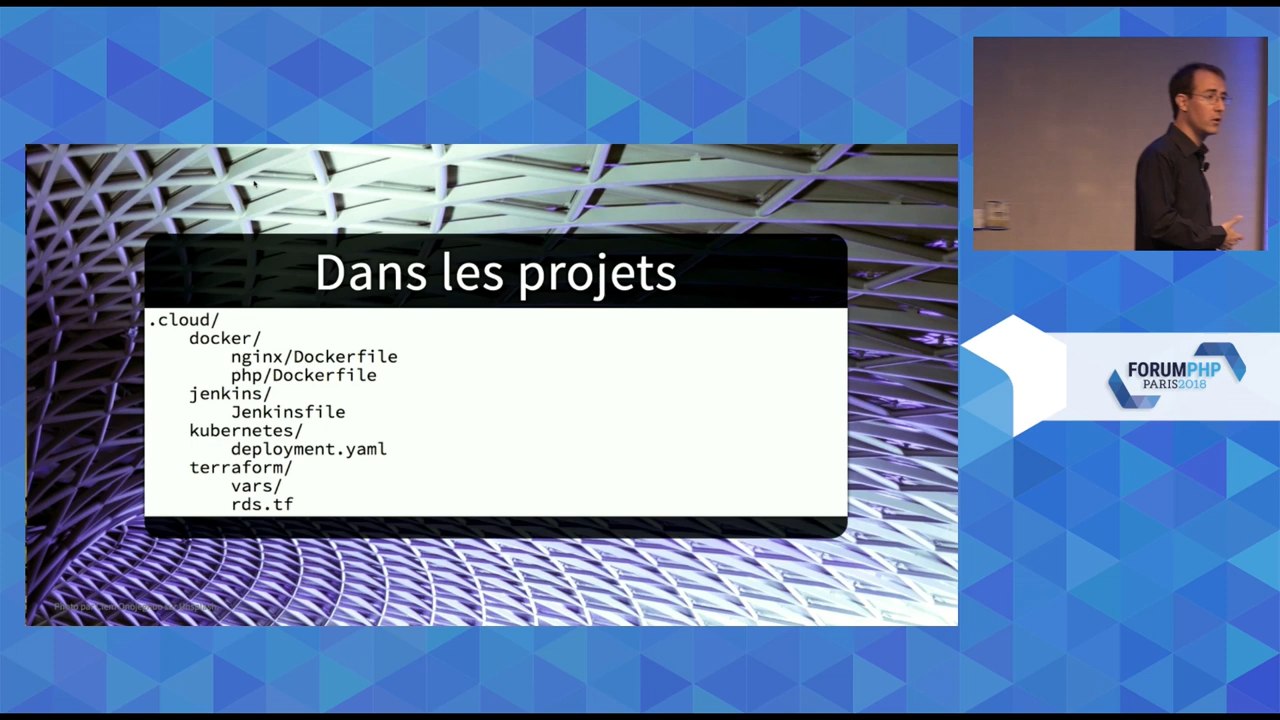 Dans les projets
.cloud/
docker/
nginx/Dockerfile
php/Dockerfile
jenkins/
Jenkinsfile
kubernetes/
deployment.yaml
terraform/
vars/
rds.tf
FORUMPHP
PARIS2018